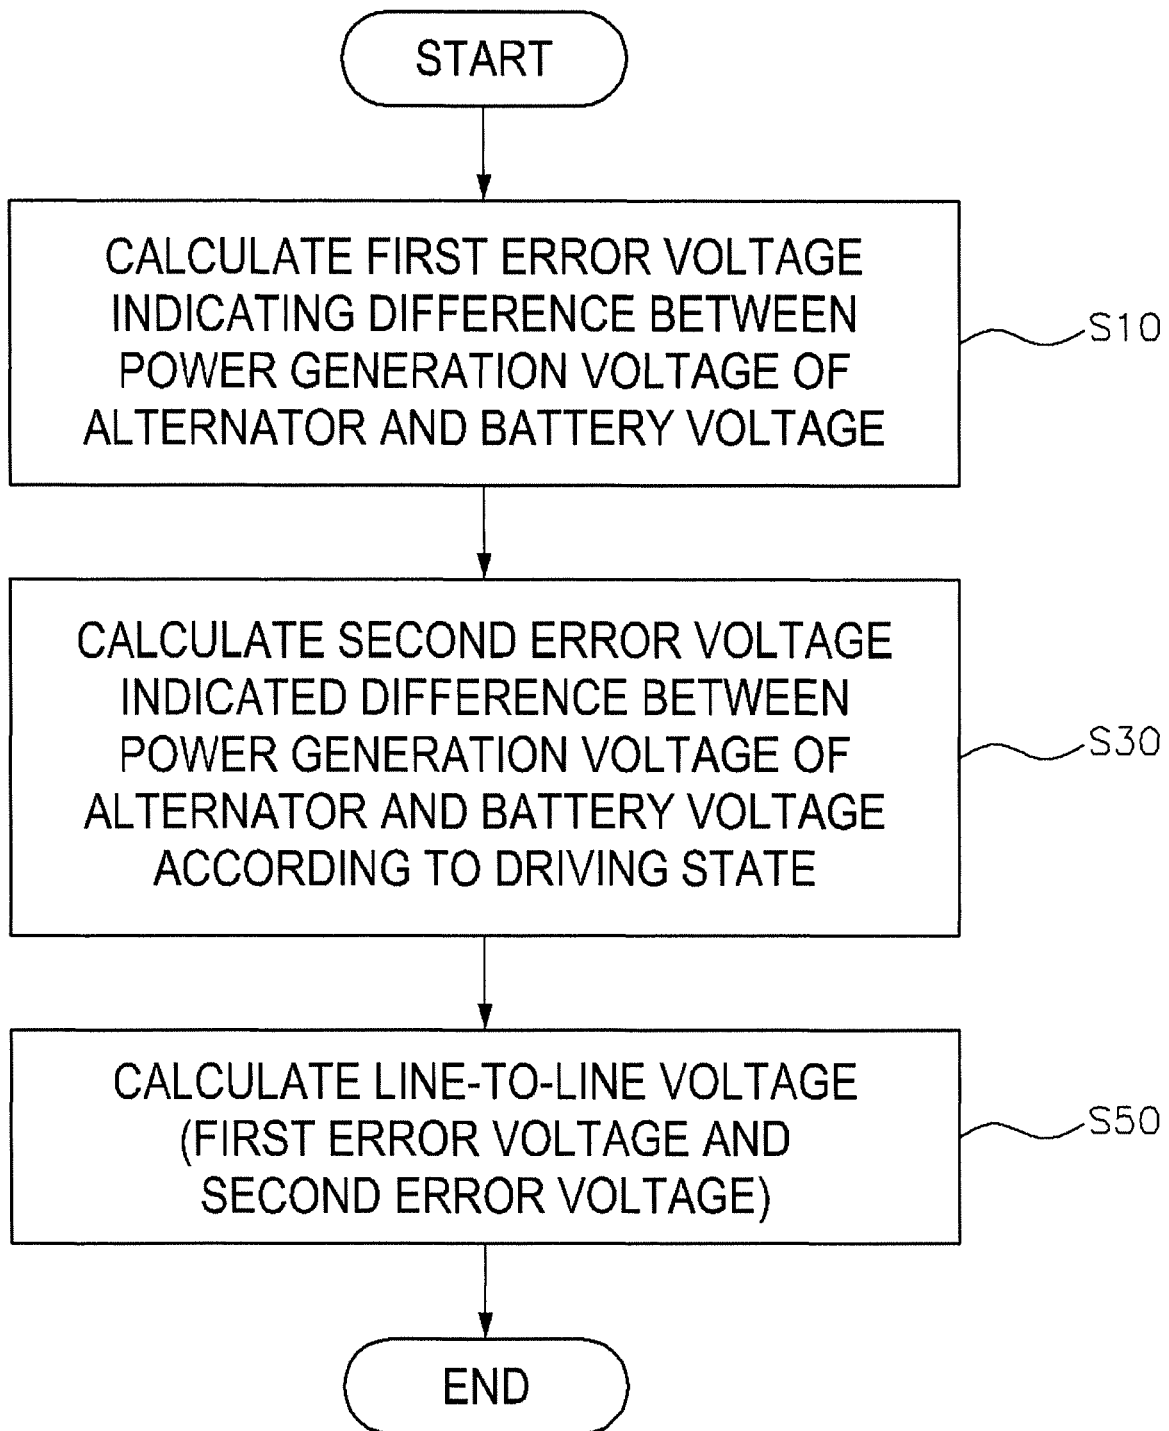 START
CALCULATE FIRST ERROR VOLTAGE
INDICATING DIFFERENCE BETWEEN
POWER GENERATION VOLTAGE OF
ALTERNATOR AND BATTERY VOLTAGE
S10
CALCULATE SECOND ERROR VOLTAGE
INDICATED DIFFERENCE BETWEEN
POWER GENERATION VOLTAGE OF
ALTERNATOR AND BATTERY VOLTAGE
ACCORDING TO DRIVING STATE
S30
CALCULATE LINE-TO-LINE VOLTAGE
(FIRST ERROR VOLTAGE AND
SECOND ERROR VOLTAGE)
S50
END